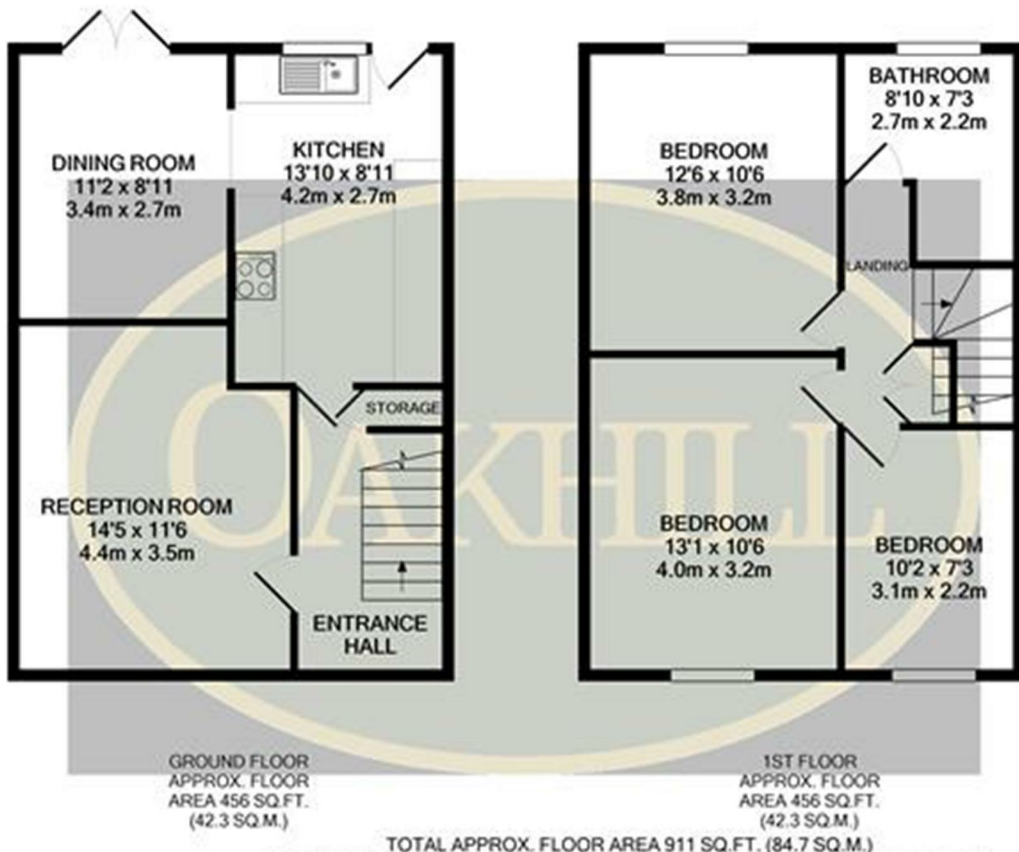 DINING ROOM
11'2 x 8'11
3.4m x 2.7m
KITCHEN
13'10 x 8'11
4.2m x 2.7m
STORAGE
RECEPTION ROOM
14'5 x 11'6
4.4m x 3.5m
ENTRANCE
HALL
BEDROOM
12'6 x 10'6
3.8m x 3.2m
BATHROOM
8'10 x 7'3
2.7m x 2.2m
LANDING
BEDROOM
13'1 x 10'6
4.0m x 3.2m
BEDROOM
10'2 x 7'3
3.1m x 2.2m
OAKHILL
GROUND FLOOR
APPROX. FLOOR
AREA 456 SQ.FT.
(42.3 SQ.M.)
1ST FLOOR
APPROX. FLOOR
AREA 456 SQ.FT.
(42.3 SQ.M.)
TOTAL APPROX. FLOOR AREA 911 SQ.FT. (84.7 SQ.M.)